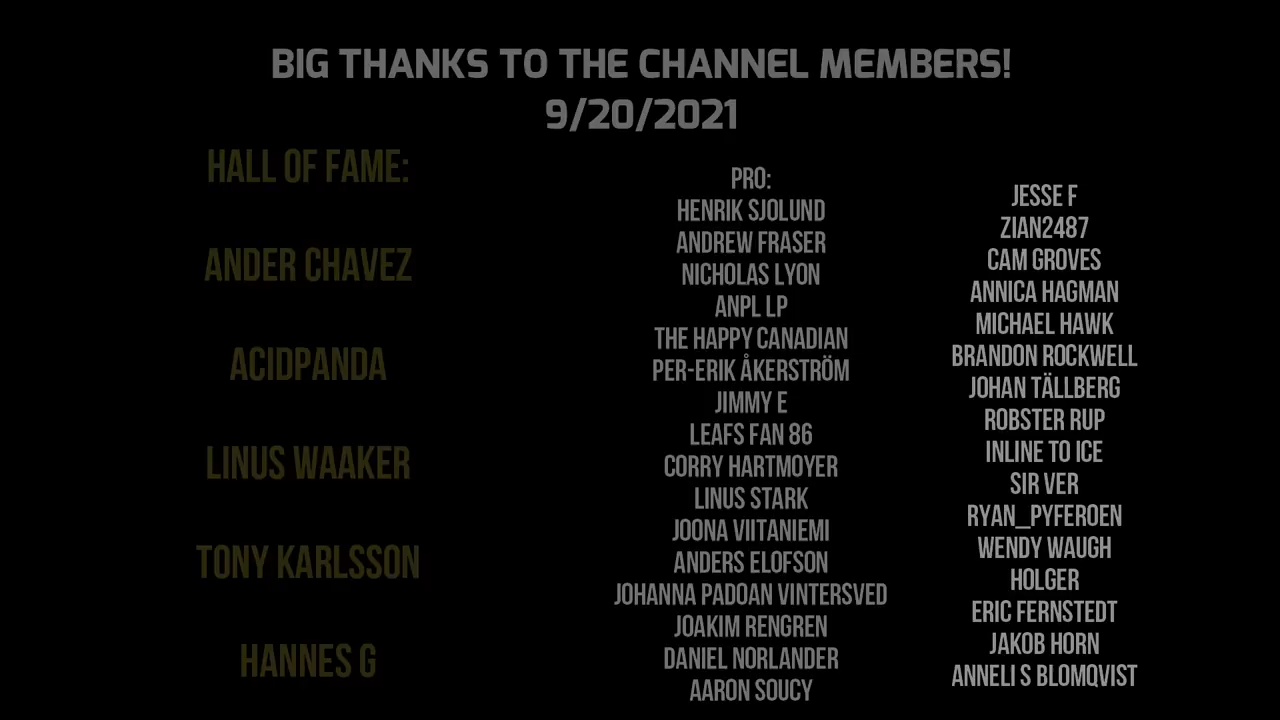 BIG THANKS TO THE CHANNEL MEMBERS!
9/20/2021
HALL OF FAME:
ANDER CHAVEZ
ACIDPANDA
LINUS WAAKER
TONY KARLSSON
HANNES G
PRO:
HENRIK SJOLUND
ANDREW FRASER
NICHOLAS LYON
ANPL LP
THE HAPPY CANADIAN
PER-ERIK ÅKERSTRÖM
JIMMY E
LEAFS FAN 86
CORRY HARTMOYER
LINUS STARK
JOONA VIITANIEMI
ANDERS ELOFSON
JOHANNA PADOAN VINTERSVED
JOAKIM RENGREN
DANIEL NORLANDER
AARON SOUCY
JESSE F
ZIAN2487
CAM GROVES
ANNICA HAGMAN
MICHAEL HAWK
BRANDON ROCKWELL
JOHAN TÄLLBERG
ROBSTER RUP
INLINE TO ICE
SIR VER
RYAN_PYFEROEN
WENDY WAUGH
HOLGER
ERIC FERNSTEDT
JAKOB HORN
ANNELI S BLOMQVIST